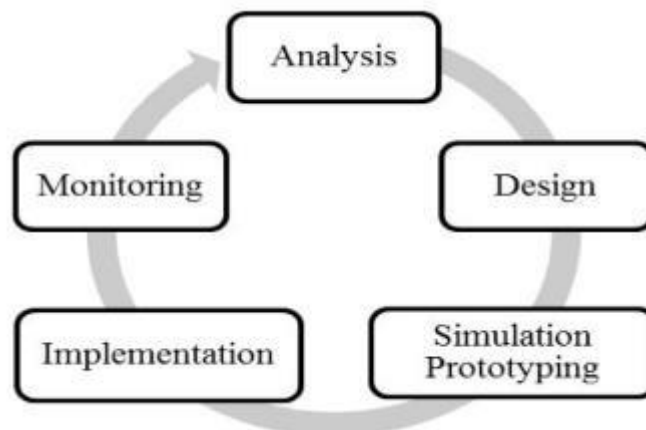 Analysis
Design
Simulation
Prototyping
Implementation
Monitoring